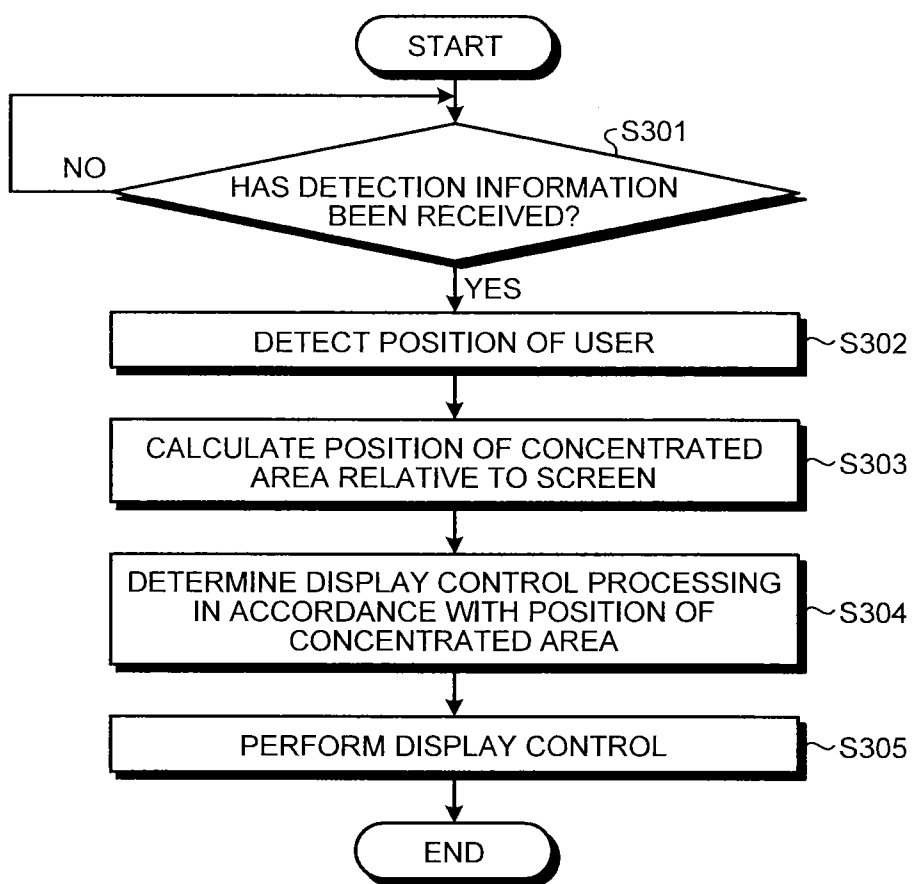 START
S301
NO
HAS DETECTION INFORMATION
BEEN RECEIVED?
YES
DETECT POSITION OF USER
S302
CALCULATE POSITION OF CONCENTRATED
AREA RELATIVE TO SCREEN
S303
DETERMINE DISPLAY CONTROL PROCESSING
IN ACCORDANCE WITH POSITION OF
CONCENTRATED AREA
S304
PERFORM DISPLAY CONTROL
S305
END